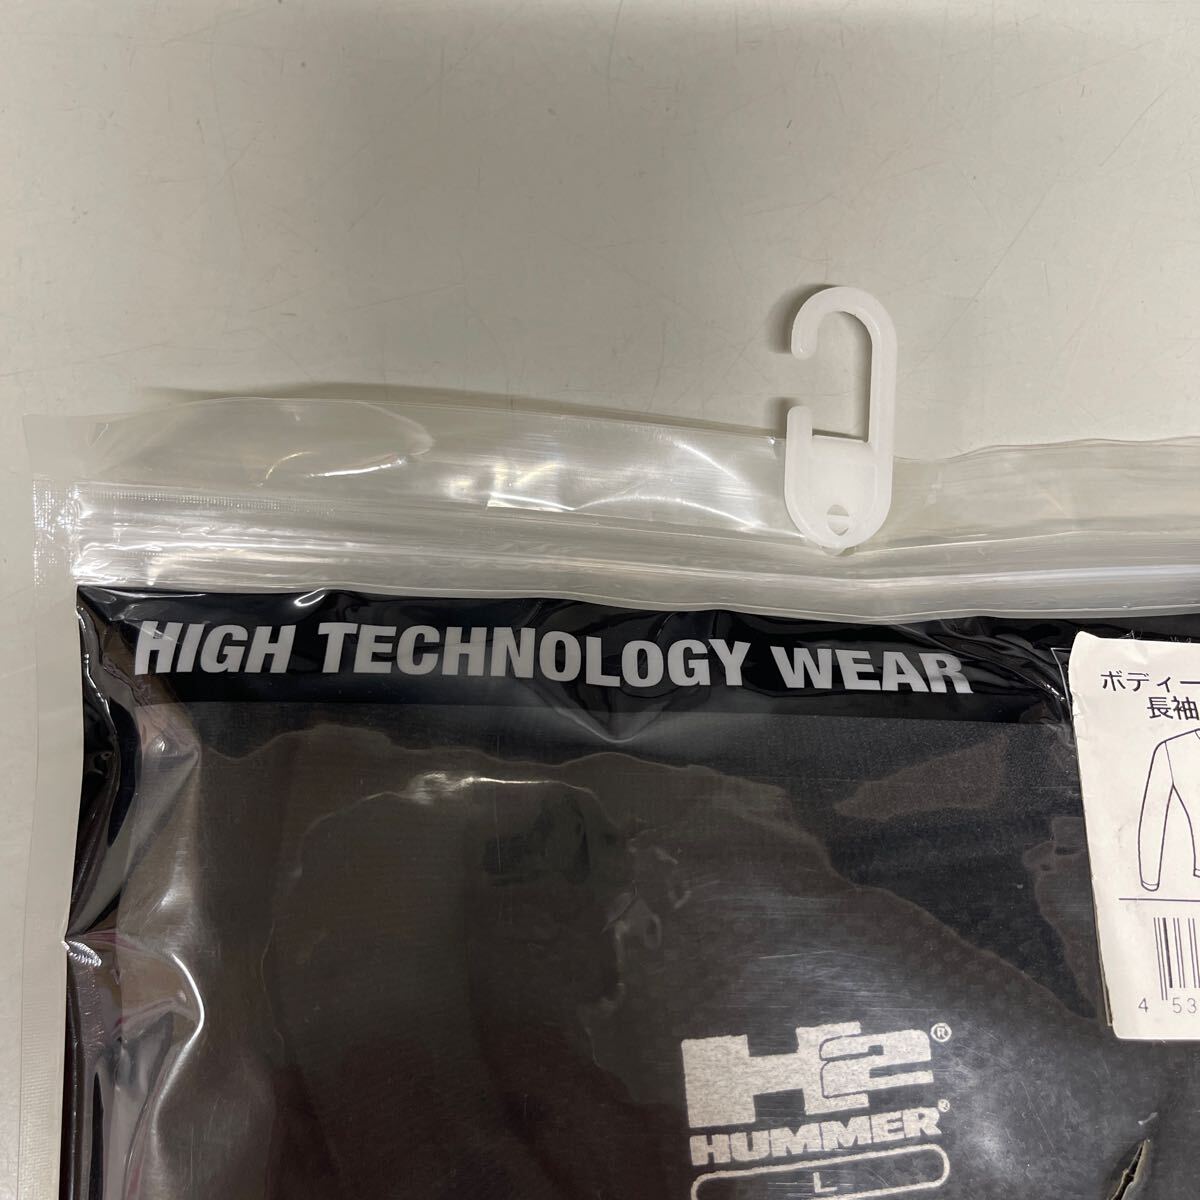 HIGH TECHNOLOGY WEAR
ボディー
長袖
4 53
H2®
HUMMER®
L